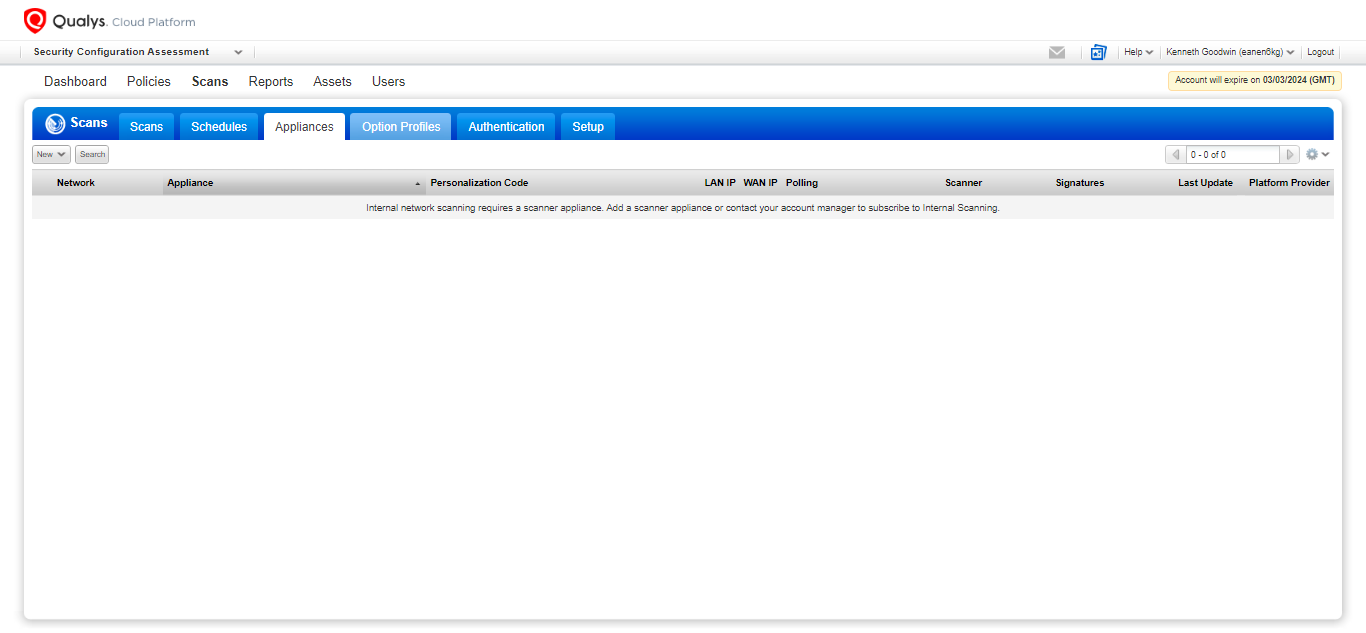 Qualys. Cloud Platform
Security Configuration Assessment
Help
Kenneth Goodwin (eanen6kg)
Logout
Dashboard Policies Scans Reports Assets Users
Account will expire on 03/03/2024 (GMT)
Scans Scans Schedules Appliances Option Profiles Authentication Setup
New Search 0 - 0 of 0
Network Appliance Personalization Code LAN IP WAN IP Polling Scanner Signatures Last Update Platform Provider
Internal network scanning requires a scanner appliance. Add a scanner appliance or contact your account manager to subscribe to Internal Scanning.